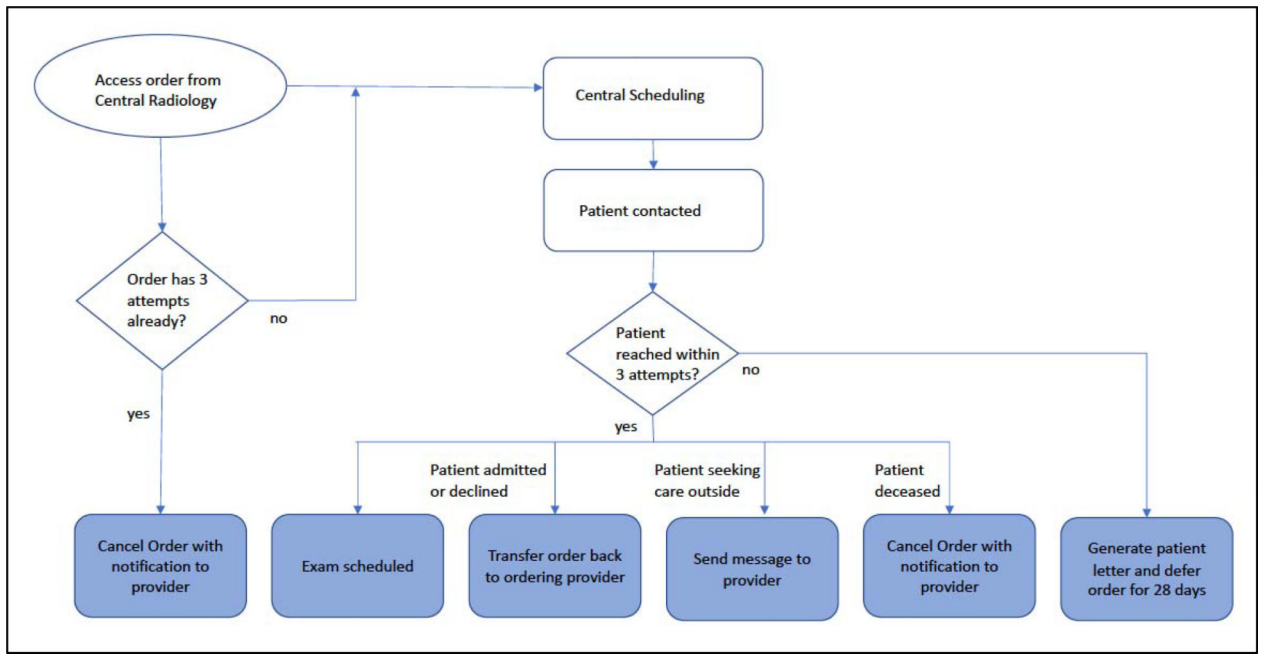 Access order from
Central Radiology
Central Scheduling
Patient contacted
Order has 3
attempts
already?
no
yes
Patient
reached within
3 attempts?
no
yes
Patient admitted
or declined
Patient seeking
care outside
Patient
deceased
Cancel Order with
notification to
provider
Exam scheduled
Transfer order back
to ordering provider
Send message to
provider
Cancel Order with
notification to
provider
Generate patient
letter and defer
order for 28 days